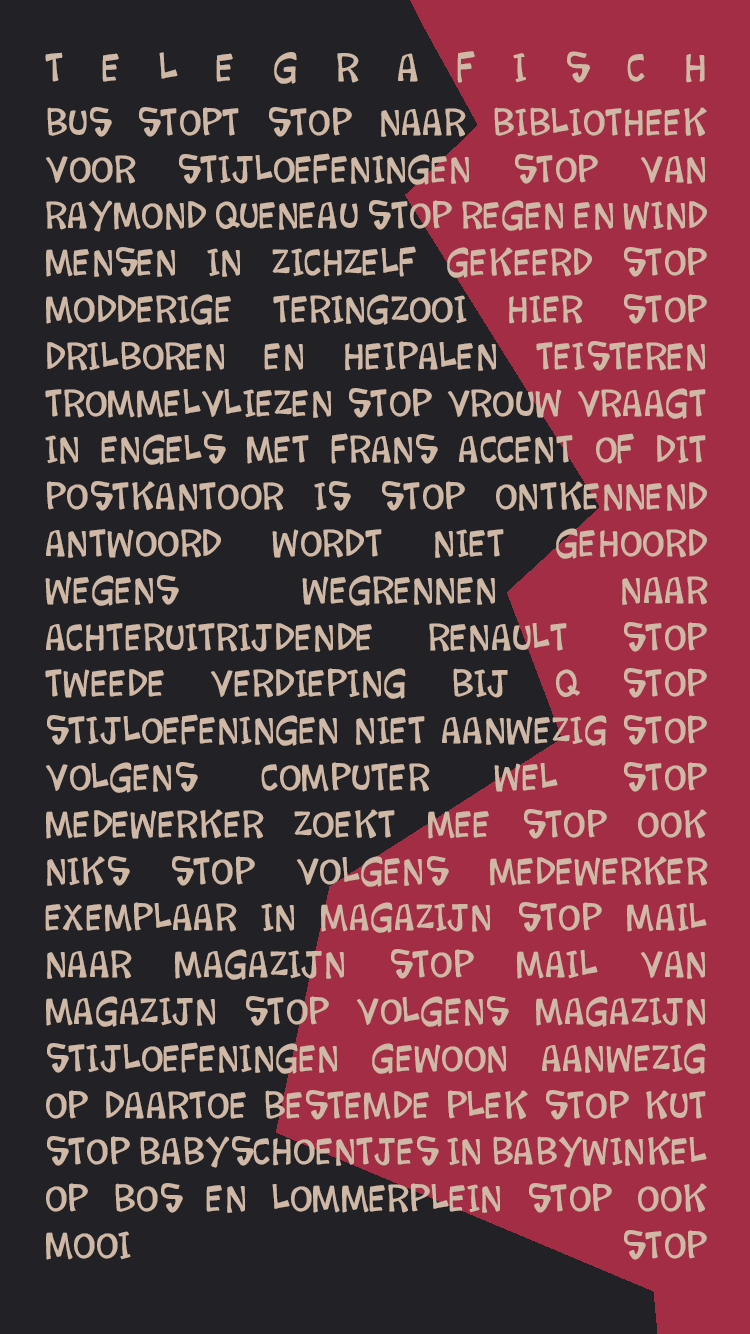 TELEGRAFISCH
BUS STOPT STOP NAAR BIBLIOTHEEK
VOOR STIJLOEFENINGEN STOP VAN
RAYMOND QUENEAU STOP REGEN EN WIND
MENSEN IN ZICHZELF GEKEERD STOP
MODDERIGE TERINGZOOI HIER STOP
DRILBOREN EN HEIPALEN TEISTEREN
TROMMELVLIEZEN STOP VROUW VRAAGT
IN ENGELS MET FRANS ACCENT OF DIT
POSTKANTOOR IS STOP ONTKENNEND
ANTWOORD WORDT NIET GEHOORD
WEGENS WEGRENNEN NAAR
ACHTERUITRIJDENDE RENAULT STOP
TWEEDE VERDIEPING BIJ Q STOP
STIJLOEFENINGEN NIET AANWEZIG STOP
VOLGENS COMPUTER WEL STOP
MEDEWERKER ZOEKT MEE STOP OOK
NIKS STOP VOLGENS MEDEWERKER
EXEMPLAAR IN MAGAZIJN STOP MAIL
NAAR MAGAZIJN STOP MAIL VAN
MAGAZIJN STOP VOLGENS MAGAZIJN
STIJLOEFENINGEN GEWOON AANWEZIG
OP DAARTOE BESTEMDE PLEK STOP KUT
STOP BABYSCHOENTJES IN BABYWINKEL
OP BOS EN LOMMERPLEIN STOP OOK
MOOI STOP